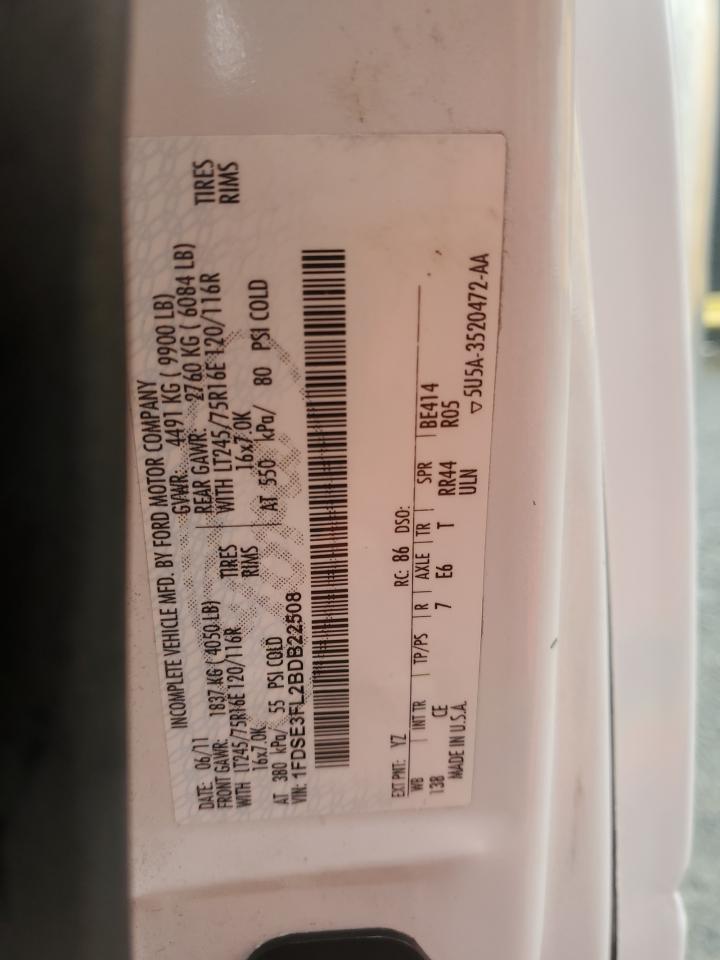 INCOMPLETE VEHICLE MFD. BY FORD MOTOR COMPANY
DATE: 06/11 GVWR: 4491 KG ( 9900 LB)
FRONT GAWR: 1837 KG (4050 LB) REAR GAWR: 2760 KG ( 6084 LB)
WITH LT245/75R16E 120/116R TIRES WITH LT245/75R16E 120/116R TIRES
16x7.0K RIMS 16x7.0K RIMS
AT 380 kPa/ 55 PSI COLD AT 550 kPa/ 80 PSI COLD
VIN: 1FDSE3FL2BDB22508
EXT PNT: YZ RC: 86 DSO:
WB INT TR TP/PS R AXLE TR SPR BE414
138 CE 7 E6 T RR44 R05
MADE IN U.S.A. ULN
▽5U5A-3520472-AA